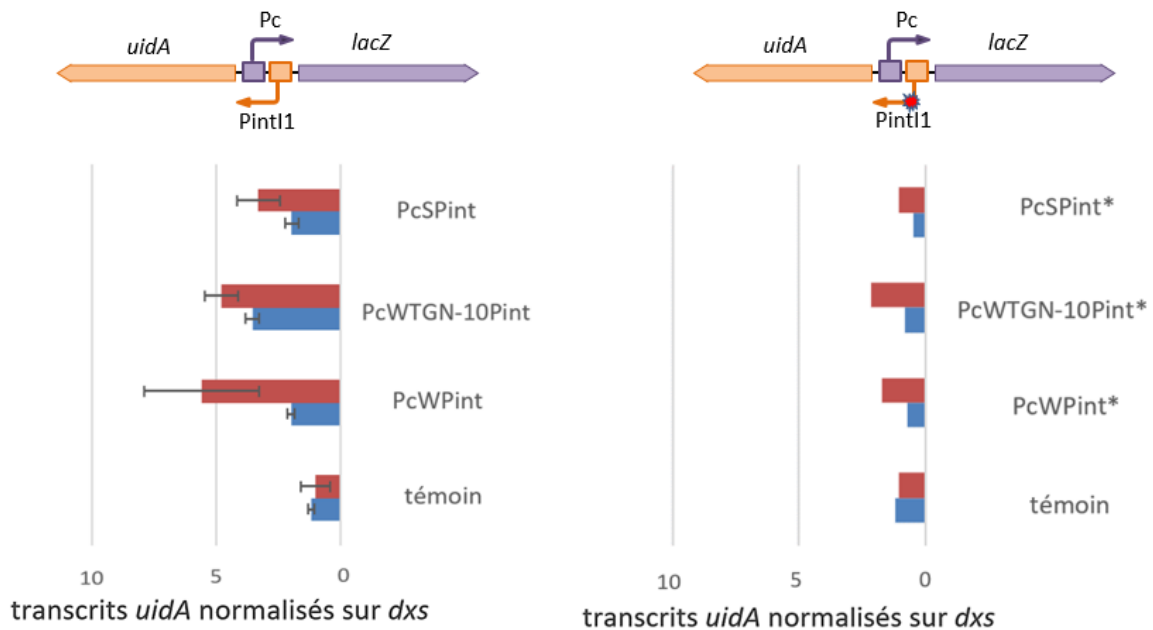 Pc
uidA
lacZ
PintI1
PcSPint
PcWTGN-10Pint
PcWPint
témoin
10
5
0
transcrits uidA normalisés sur dxs
Pc
uidA
lacZ
PintI1
PcSPint*
PcWTGN-10Pint*
PcWPint*
témoin
10
5
0
transcrits uidA normalisés sur dxs